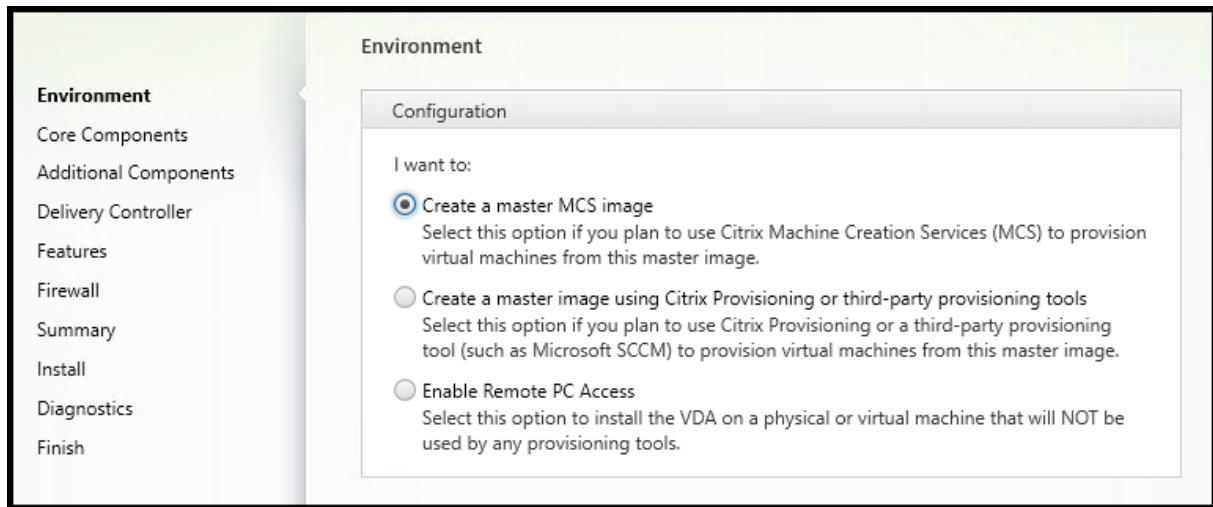 Environment
Core Components
Additional Components
Delivery Controller
Features
Firewall
Summary
Install
Diagnostics
Finish
Environment
Configuration
I want to:
Create a master MCS image
Select this option if you plan to use Citrix Machine Creation Services (MCS) to provision
virtual machines from this master image.
Create a master image using Citrix Provisioning or third-party provisioning tools
Select this option if you plan to use Citrix Provisioning or a third-party provisioning
tool (such as Microsoft SCCM) to provision virtual machines from this master image.
Enable Remote PC Access
Select this option to install the VDA on a physical or virtual machine that will NOT be
used by any provisioning tools.